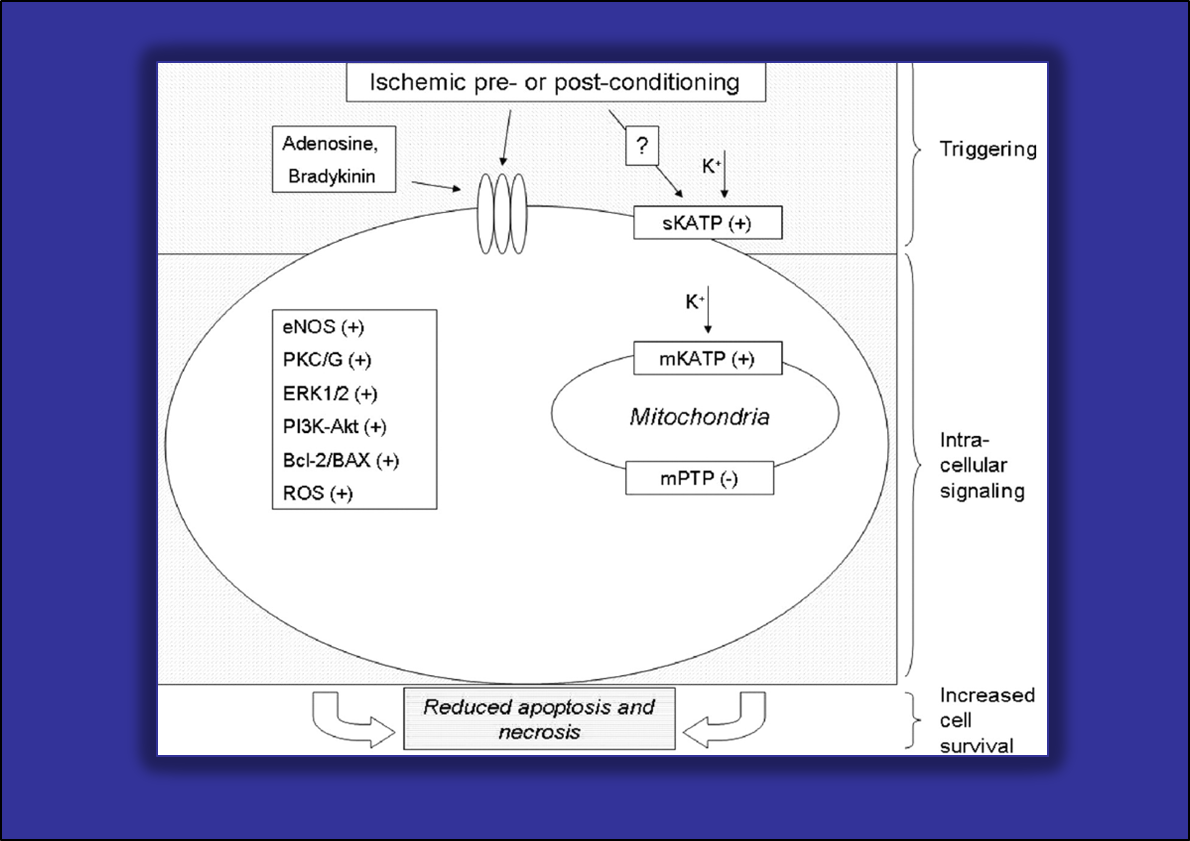 Ischemic pre- or post-conditioning
Adenosine,
Bradykinin
?
K+
sKATP (+)
Triggering
eNOS (+)
PKC/G (+)
ERK1/2 (+)
PI3K-Akt (+)
Bcl-2/BAX (+)
ROS (+)
K+
mKATP (+)
Mitochondria
mPTP (-)
Intra-
cellular
signaling
Reduced apoptosis and
necrosis
Increased
cell
survival